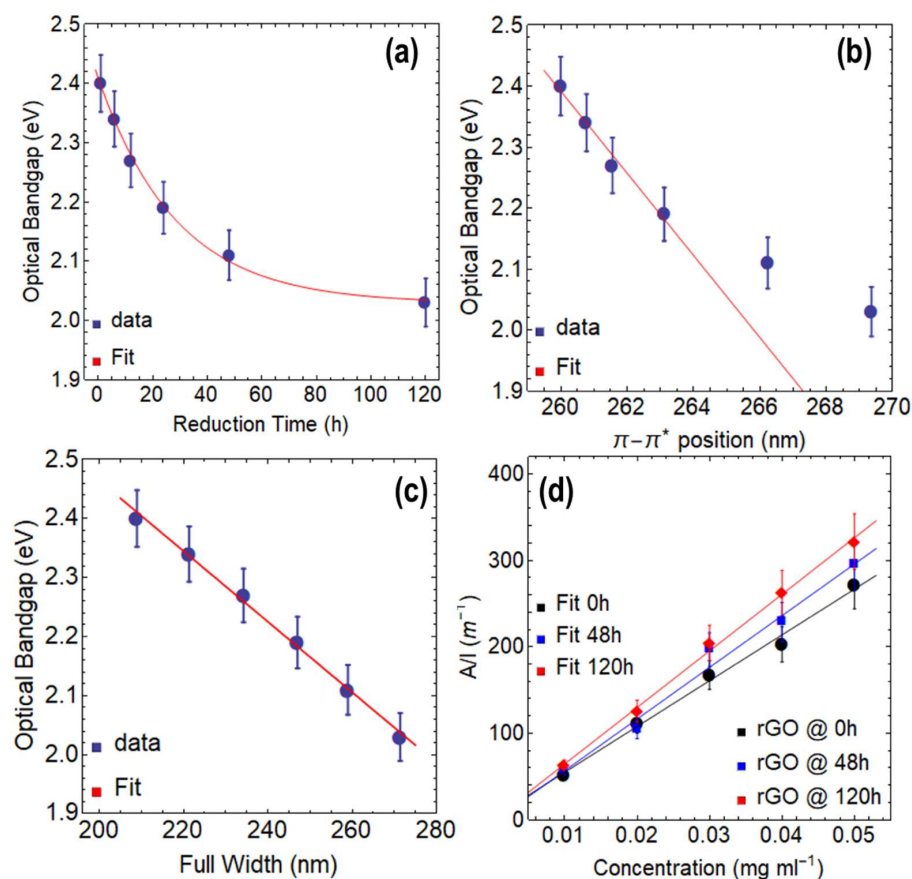 (a)
2.5
2.4
2.3
2.2
2.1
2.0
1.9
Optical Bandgap (eV)
data
Fit
0 20 40 60 80 100 120
Reduction Time (h)
(b)
2.5
2.4
2.3
2.2
2.1
2.0
1.9
Optical Bandgap (eV)
data
Fit
260 262 264 266 268 270
π−π* position (nm)
(c)
2.5
2.4
2.3
2.2
2.1
2.0
1.9
Optical Bandgap (eV)
data
Fit
200 220 240 260 280
Full Width (nm)
(d)
400
300
200
100
0
A/l (m⁻¹)
Fit 0h
Fit 48h
Fit 120h
rGO @ 0h
rGO @ 48h
rGO @ 120h
0.01 0.02 0.03 0.04 0.05
Concentration (mg ml⁻¹)